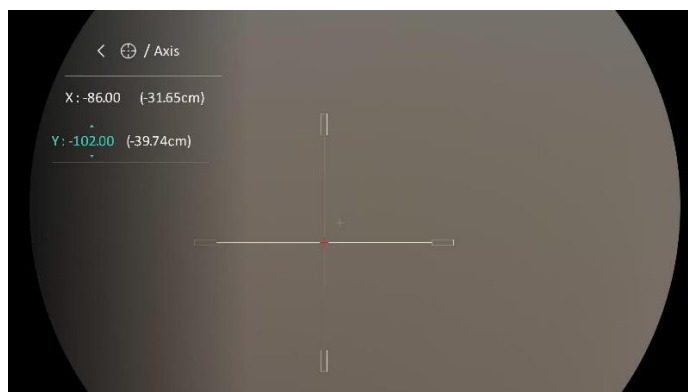 / Axis
X : -86.00 (-31.65cm)
Y : -102.00 (-39.74cm)